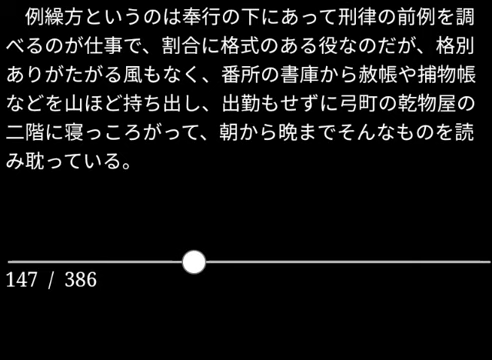 例繰方というのは奉行の下にあって刑律の前例を調
べるのが仕事で、割合に格式のある役なのだが、格別
ありがたがる風もなく、番所の書庫から赦帳や捕物帳
などを山ほど持ち出し、出勤もせずに弓町の乾物屋の
二階に寝っころがって、朝から晩までそんなものを読
み耽っている。
147 / 386